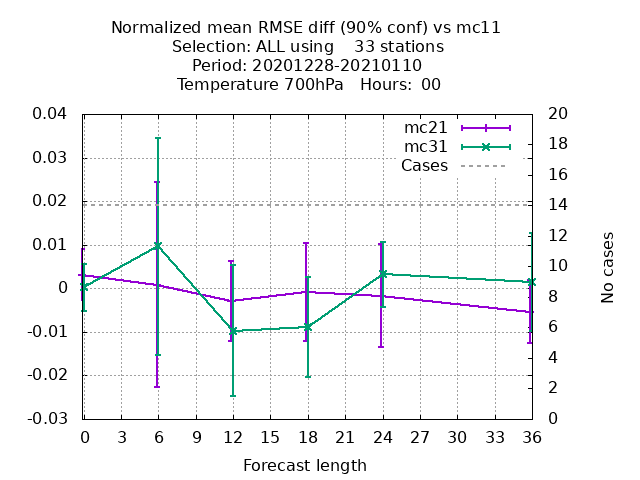 Normalized mean RMSE diff (90% conf) vs mc11
Selection: ALL using 33 stations
Period: 20201228-20210110
Temperature 700hPa Hours: 00
mc21
mc31
Cases
0.04
0.03
0.02
0.01
0
-0.01
-0.02
-0.03
20
18
16
14
12
10
8
6
4
2
0
No cases
0 3 6 9 12 15 18 21 24 27 30 33 36
Forecast length